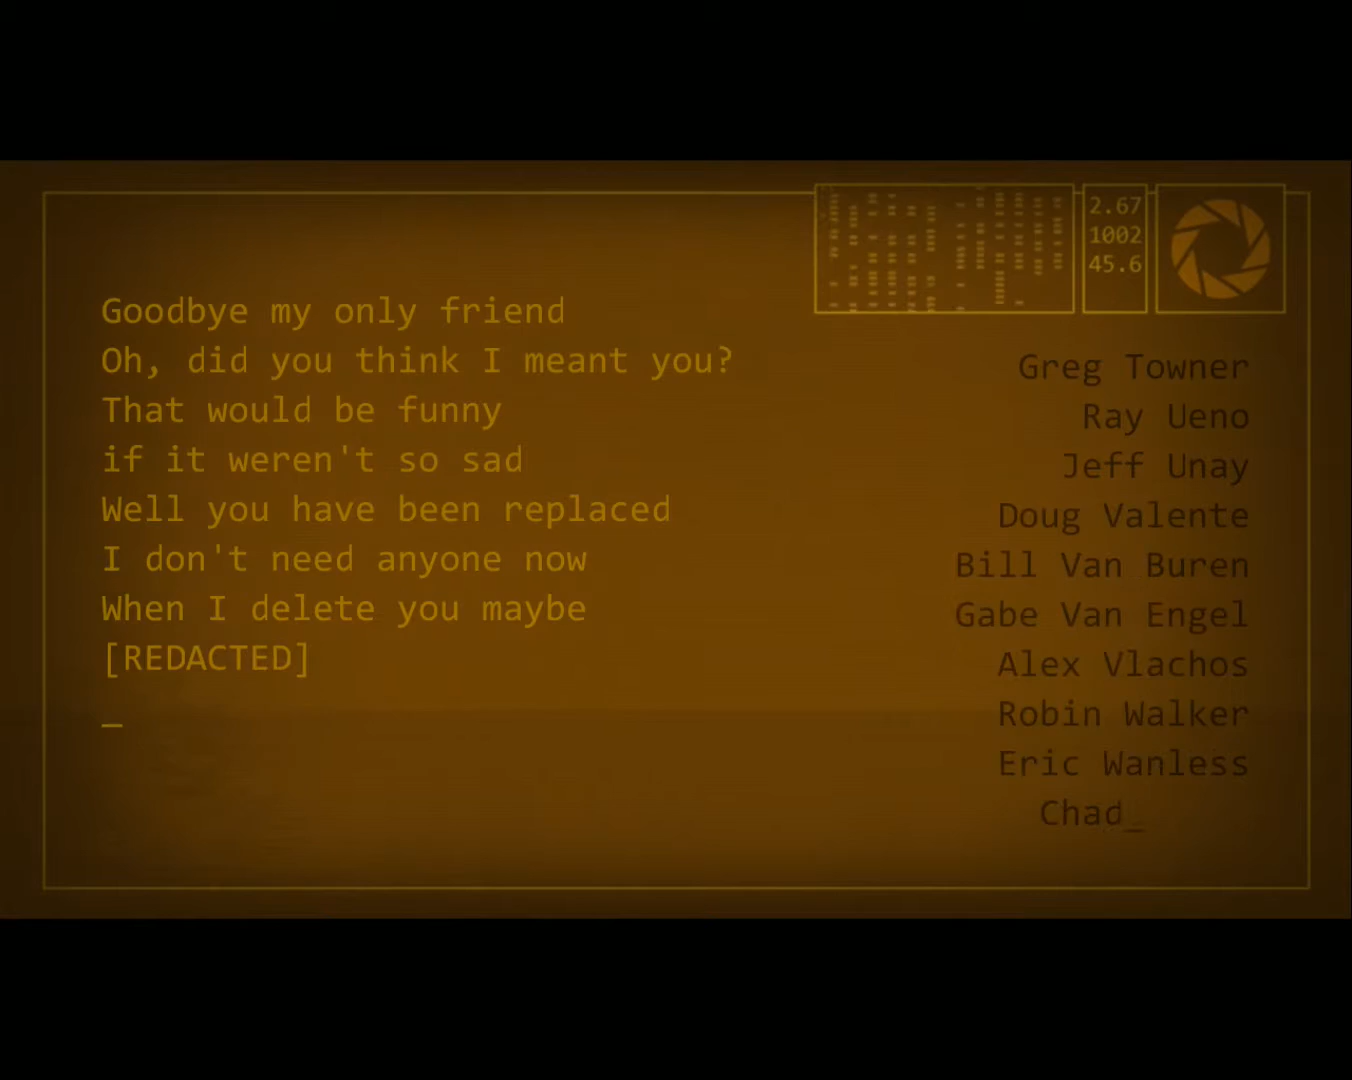 2.67
1002
45.6
Goodbye my only friend
Oh, did you think I meant you?
That would be funny
if it weren't so sad
Well you have been replaced
I don't need anyone now
When I delete you maybe
[REDACTED]
_
Greg Towner
Ray Ueno
Jeff Unay
Doug Valente
Bill Van Buren
Gabe Van Engel
Alex Vlachos
Robin Walker
Eric Wanless
Chad_